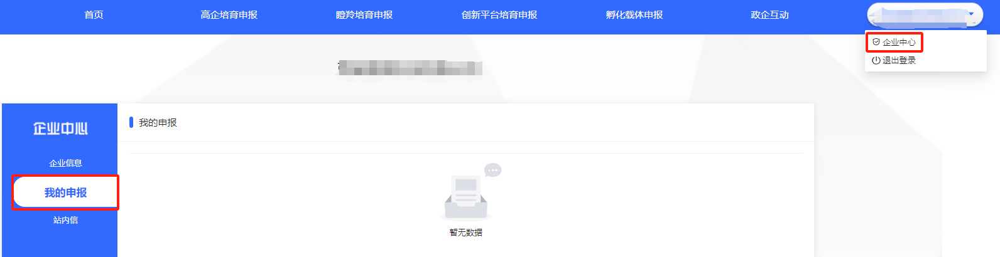 首页 高企培育申报 瞪羚培育申报 创新平台培育申报 孵化载体申报 政企互动
企业中心
退出登录
企业中心
企业信息
我的申报
站内信
我的申报
暂无数据